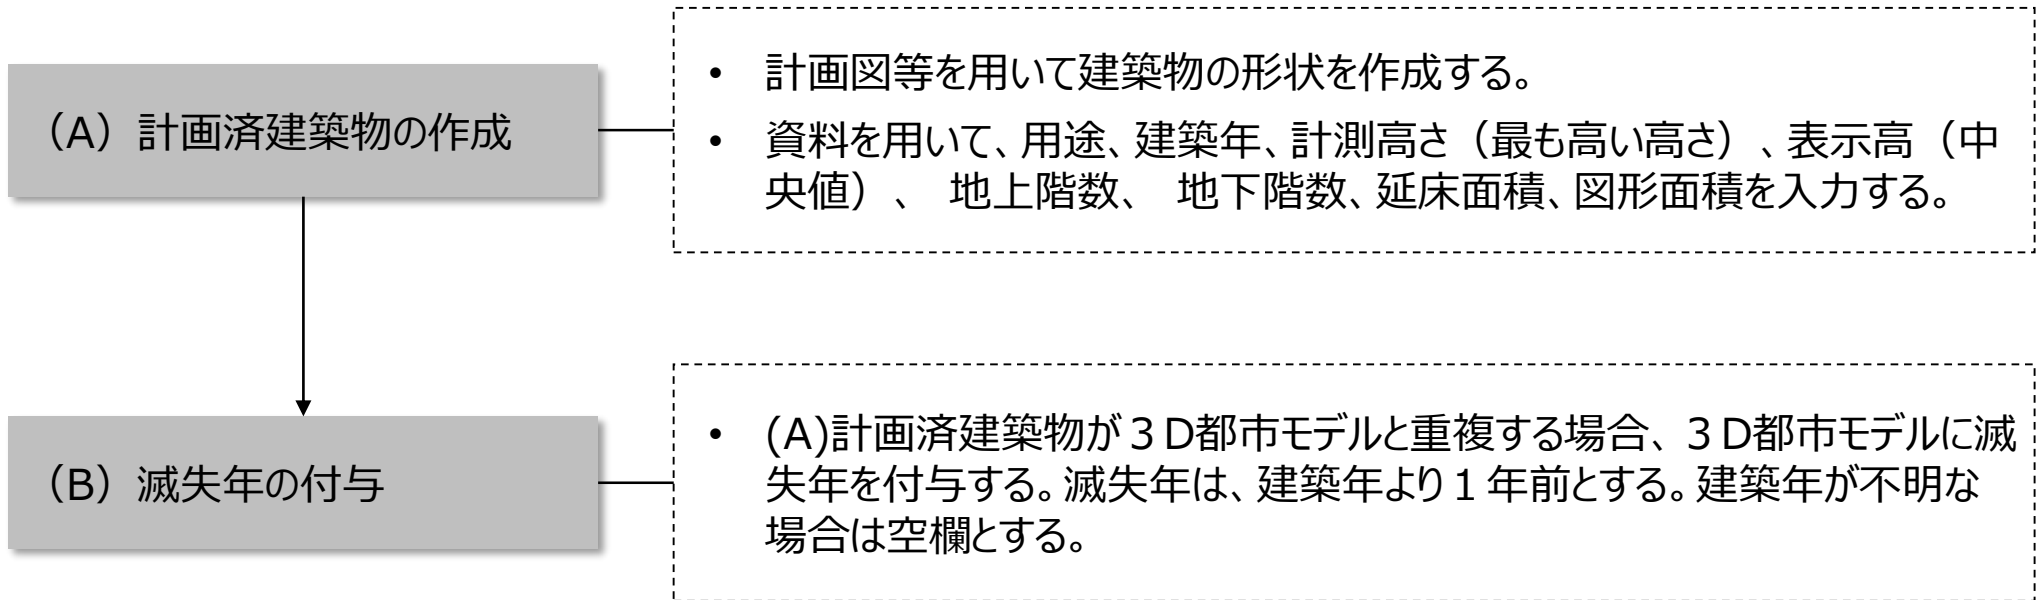 （A）計画済建築物の作成
• 計画図等を用いて建築物の形状を作成する。
• 資料を用いて、用途、建築年、計測高さ（最も高い高さ）、表示高（中
央値）、 地上階数、 地下階数、延床面積、図形面積を入力する。
（B）滅失年の付与
• (A)計画済建築物が３D都市モデルと重複する場合、３D都市モデルに滅
失年を付与する。滅失年は、建築年より１年前とする。建築年が不明な
場合は空欄とする。